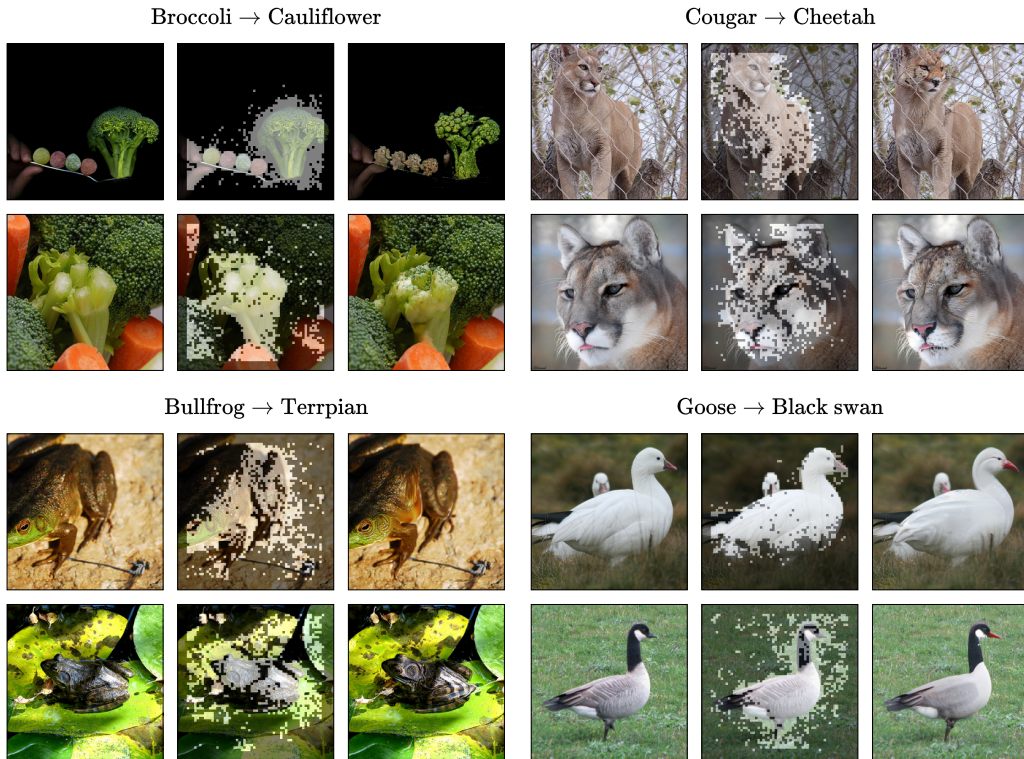 Broccoli → Cauliflower
Cougar → Cheetah
Bullfrog → Terrpian
Goose → Black swan